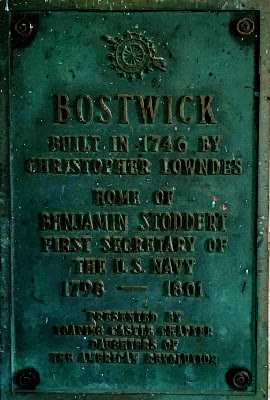 BOSTWICK
BUILT IN 1746 BY
CHRISTOPHER LOWNDES
HOME OF
BENJAMIN STODDERT
FIRST SECRETARY OF
THE U.S. NAVY
1798 — 1801
PRESENTED BY
CHAPTER
DAUGHTERS OF
THE AMERICAN REVOLUTION